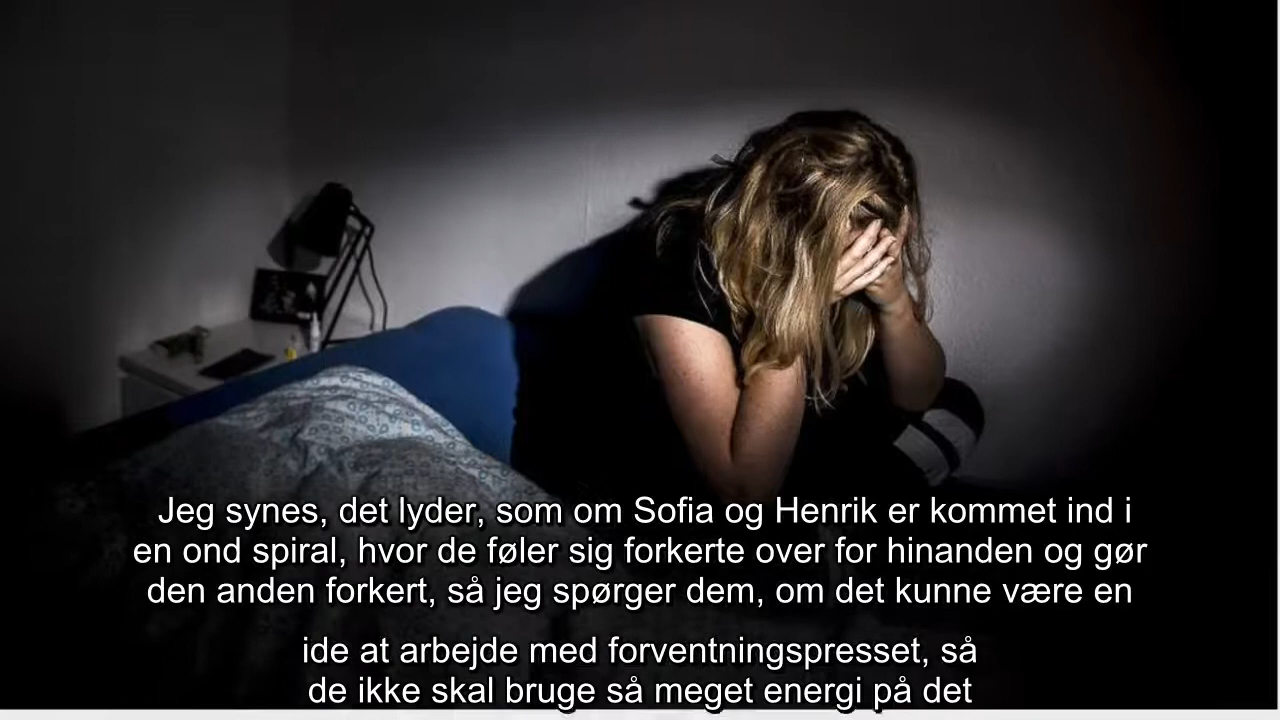 Jeg synes, det lyder, som om Sofia og Henrik er kommet ind i
en ond spiral, hvor de føler sig forkerte over for hinanden og gør
den anden forkert, så jeg spørger dem, om det kunne være en
ide at arbejde med forventningspresset, så
de ikke skal bruge så meget energi på det